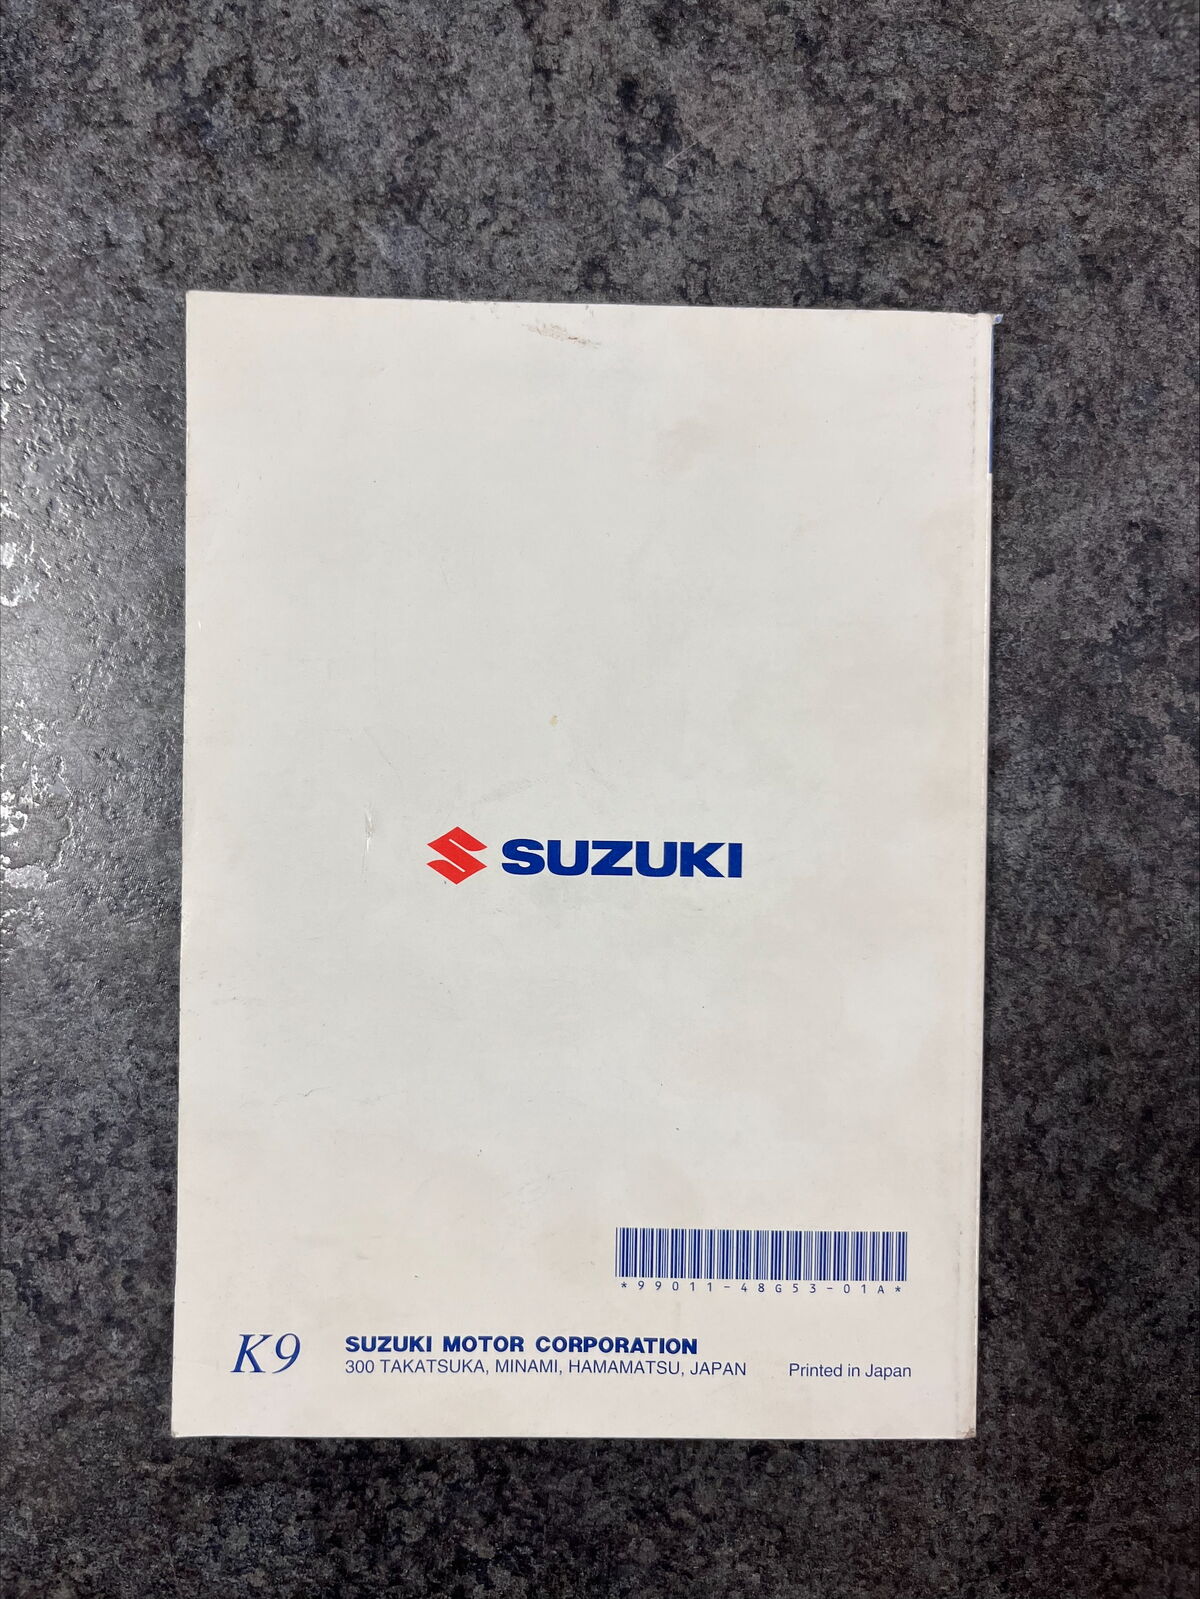 SUZUKI
*99011-48G53-01A*
K9
SUZUKI MOTOR CORPORATION
300 TAKATSUKA, MINAMI, HAMAMATSU, JAPAN
Printed in Japan